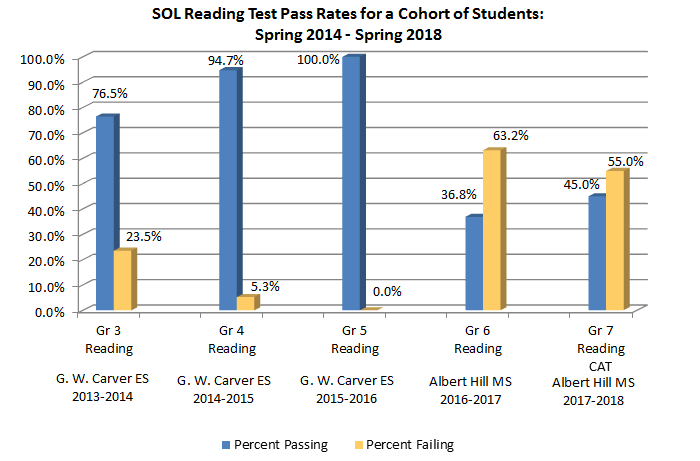 SOL Reading Test Pass Rates for a Cohort of Students:
Spring 2014 - Spring 2018
100.0%
90.0%
80.0%
70.0%
60.0%
50.0%
40.0%
30.0%
20.0%
10.0%
0.0%
76.5%
23.5%
94.7%
5.3%
100.0%
0.0%
36.8%
63.2%
45.0%
55.0%
Gr 3
Reading
G. W. Carver ES
2013-2014
Gr 4
Reading
G. W. Carver ES
2014-2015
Gr 5
Reading
G. W. Carver ES
2015-2016
Gr 6
Reading
Albert Hill MS
2016-2017
Gr 7
Reading
CAT
Albert Hill MS
2017-2018
Percent Passing
Percent Failing